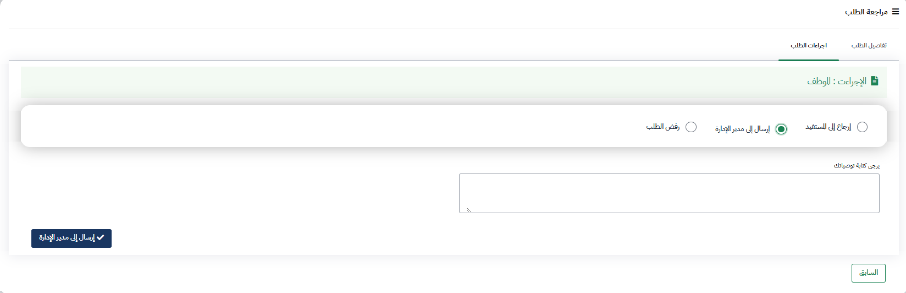 مراجعة الطلب
تفاصيل الطلب
اجراءات الطلب
الإجراءت : الموظف
إرجاع إلى المستفيد
إرسال إلى مدير الإدارة
رفض الطلب
يرجى كتابة توصياتك
إرسال إلى مدير الإدارة
السابق